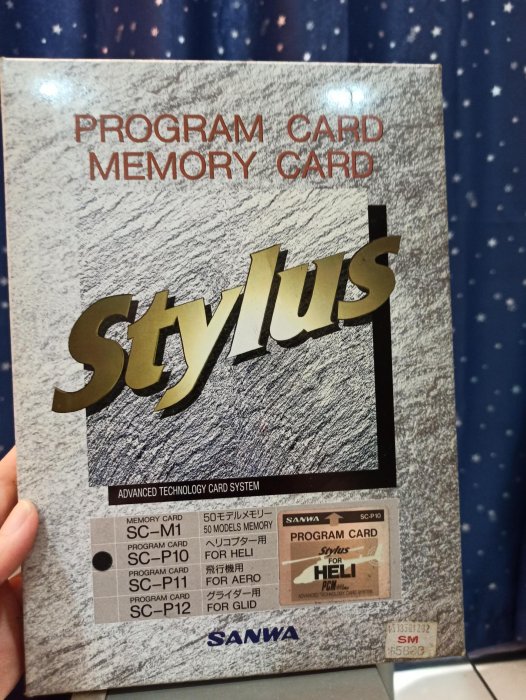 PROGRAM CARD
MEMORY CARD
Stylus
ADVANCED TECHNOLOGY CARD SYSTEM
MEMORY CARD
SC-M1
50モデルメモリー
50 MODELS MEMORY
PROGRAM CARD
SC-P10
ヘリコプター用
FOR HELI
PROGRAM CARD
SC-P11
飛行機用
FOR AERO
PROGRAM CARD
SC-P12
グライダー用
FOR GLID
SANWA
SC-P10
PROGRAM CARD
Stylus
FOR
HELI
ADVANCED TECHNOLOGY CARD SYSTEM
SANWA
SM